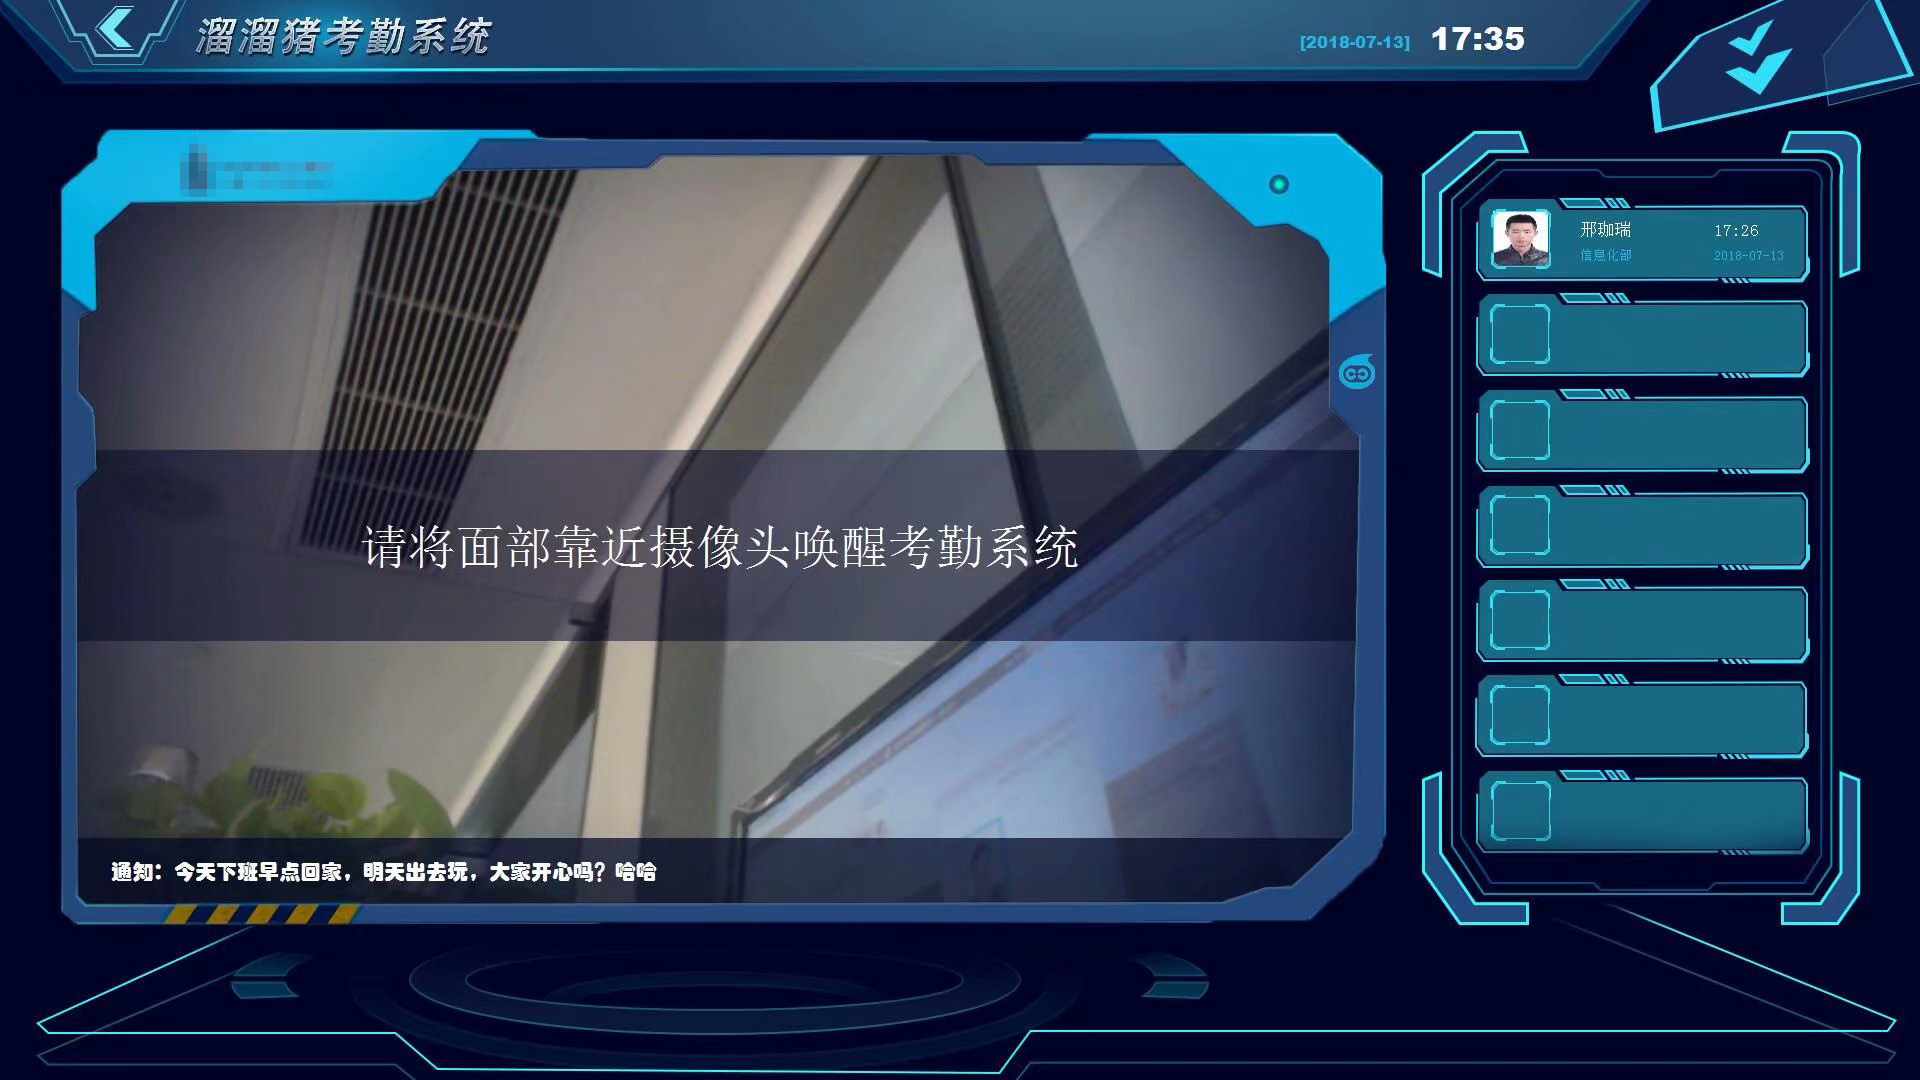 溜溜猪考勤系统
[2018-07-13] 17:35
邢珈瑞 17:26
信息化部 2018-07-13
请将面部靠近摄像头唤醒考勤系统
通知：今天下班早点回家，明天出去玩，大家开心吗？哈哈